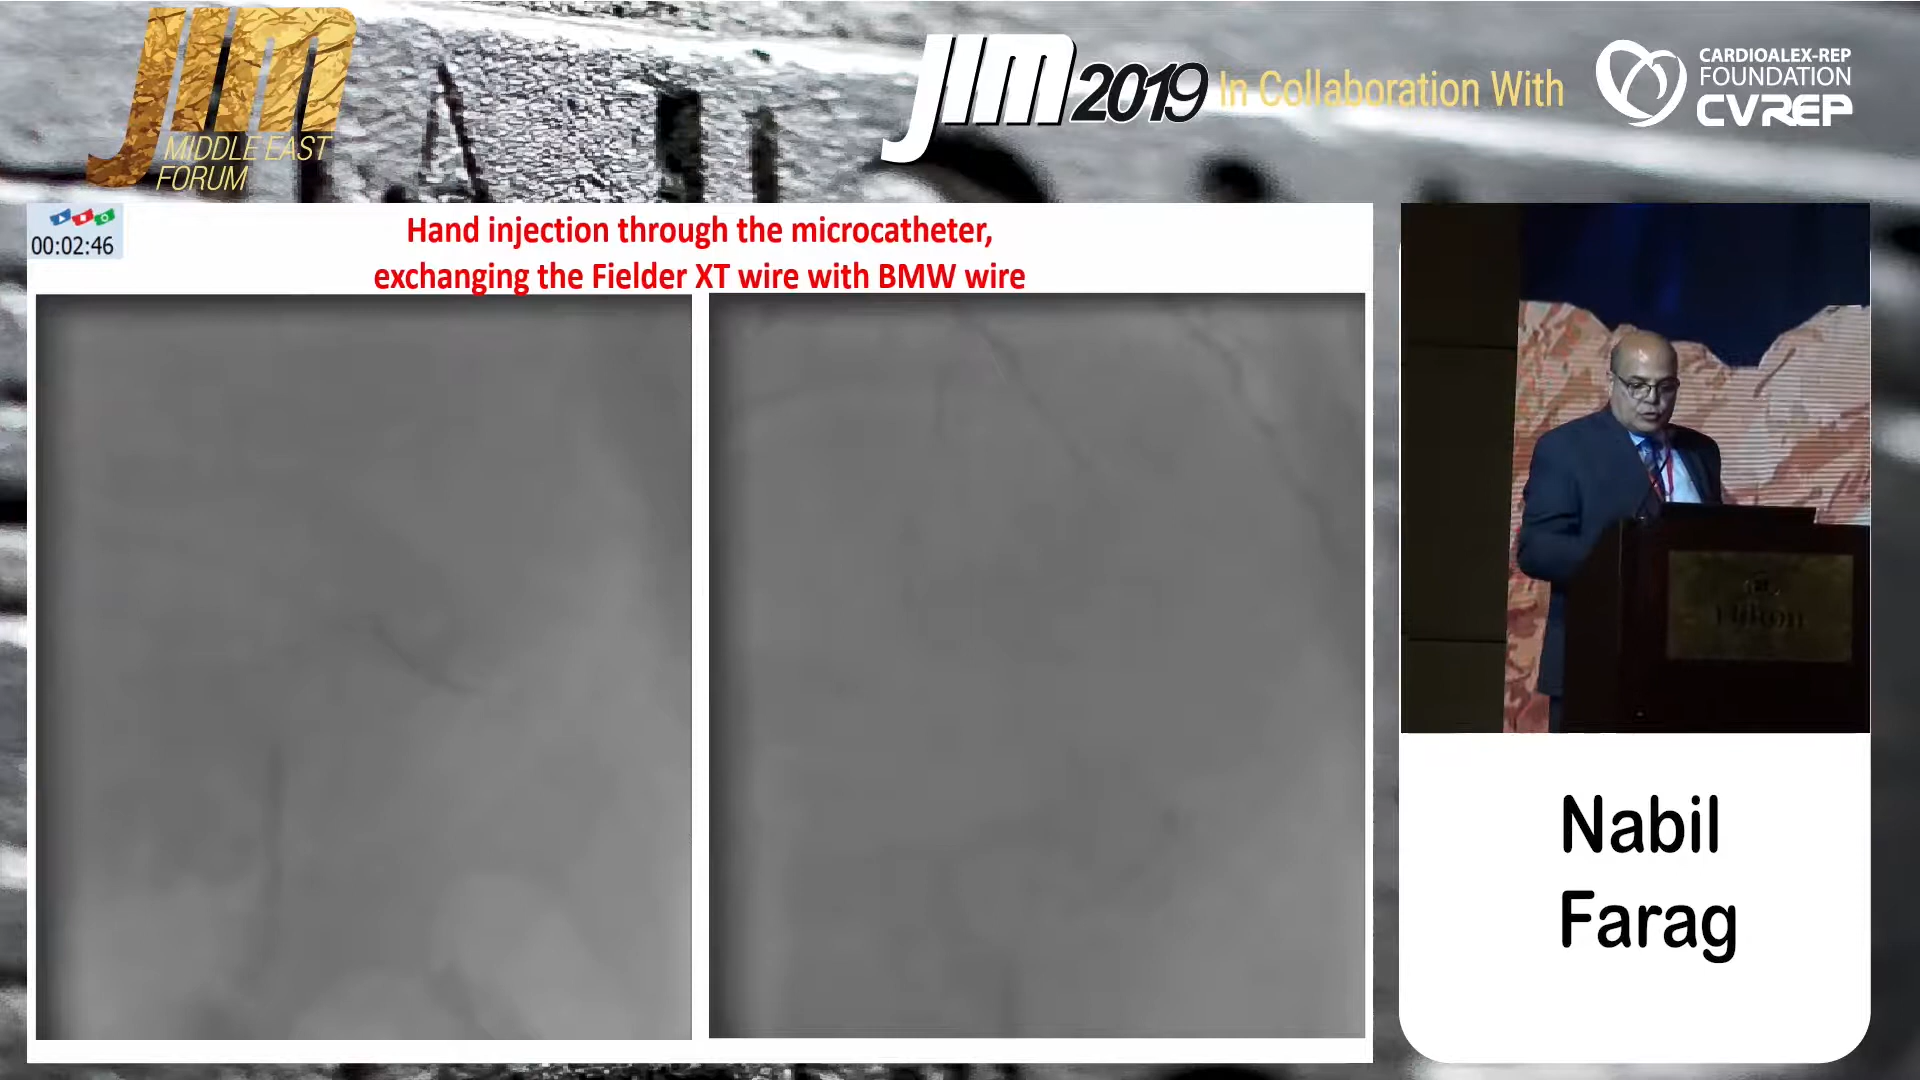 JIM
MIDDLE EAST
FORUM
JIM 2019 In Collaboration With
CARDIOALEX-REP
FOUNDATION
CVREP
00:02:46
Hand injection through the microcatheter,
exchanging the Fielder XT wire with BMW wire
Nabil
Farag